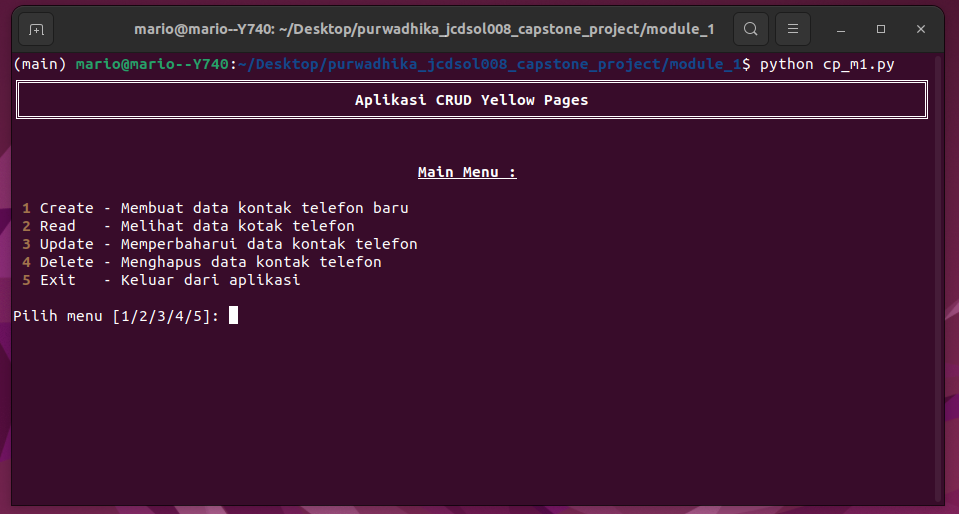 mario@mario--Y740: ~/Desktop/purwadhika_jcdsol008_capstone_project/module_1
(main) mario@mario--Y740:~/Desktop/purwadhika_jcdsol008_capstone_project/module_1$ python cp_m1.py
Aplikasi CRUD Yellow Pages
Main Menu :
1 Create - Membuat data kontak telefon baru
2 Read   - Melihat data kotak telefon
3 Update - Memperbaharui data kontak telefon
4 Delete - Menghapus data kontak telefon
5 Exit   - Keluar dari aplikasi
Pilih menu [1/2/3/4/5]: